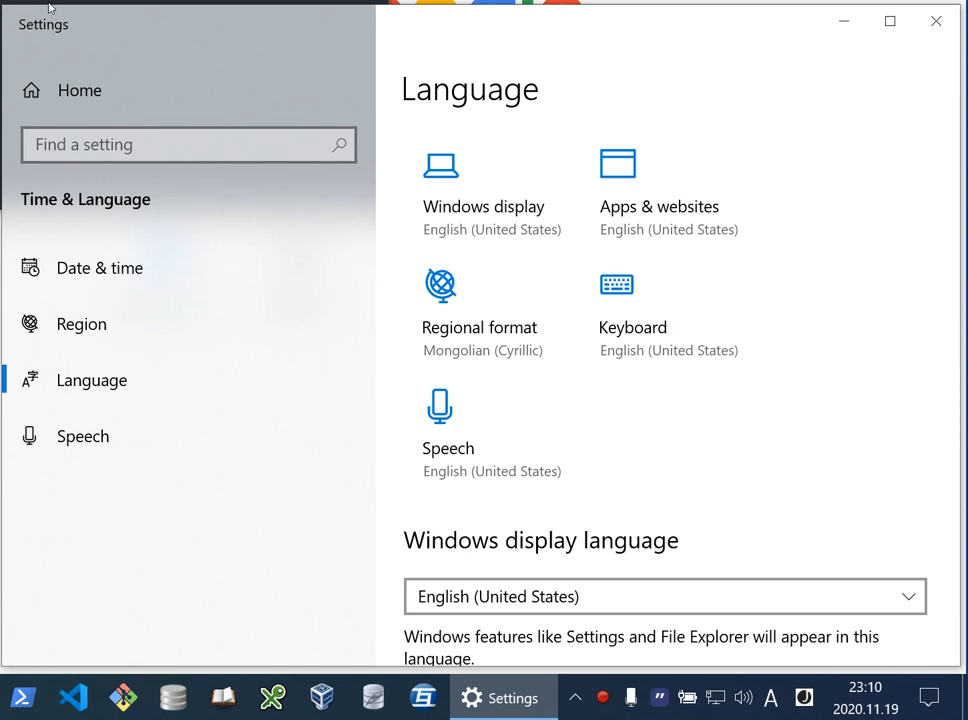 Settings
Home
Find a setting
Time & Language
Date & time
Region
Language
Speech
Language
Windows display
English (United States)
Apps & websites
English (United States)
Regional format
Mongolian (Cyrillic)
Keyboard
English (United States)
Speech
English (United States)
Windows display language
English (United States)
Windows features like Settings and File Explorer will appear in this
language.
Settings
A
23:10
2020.11.19